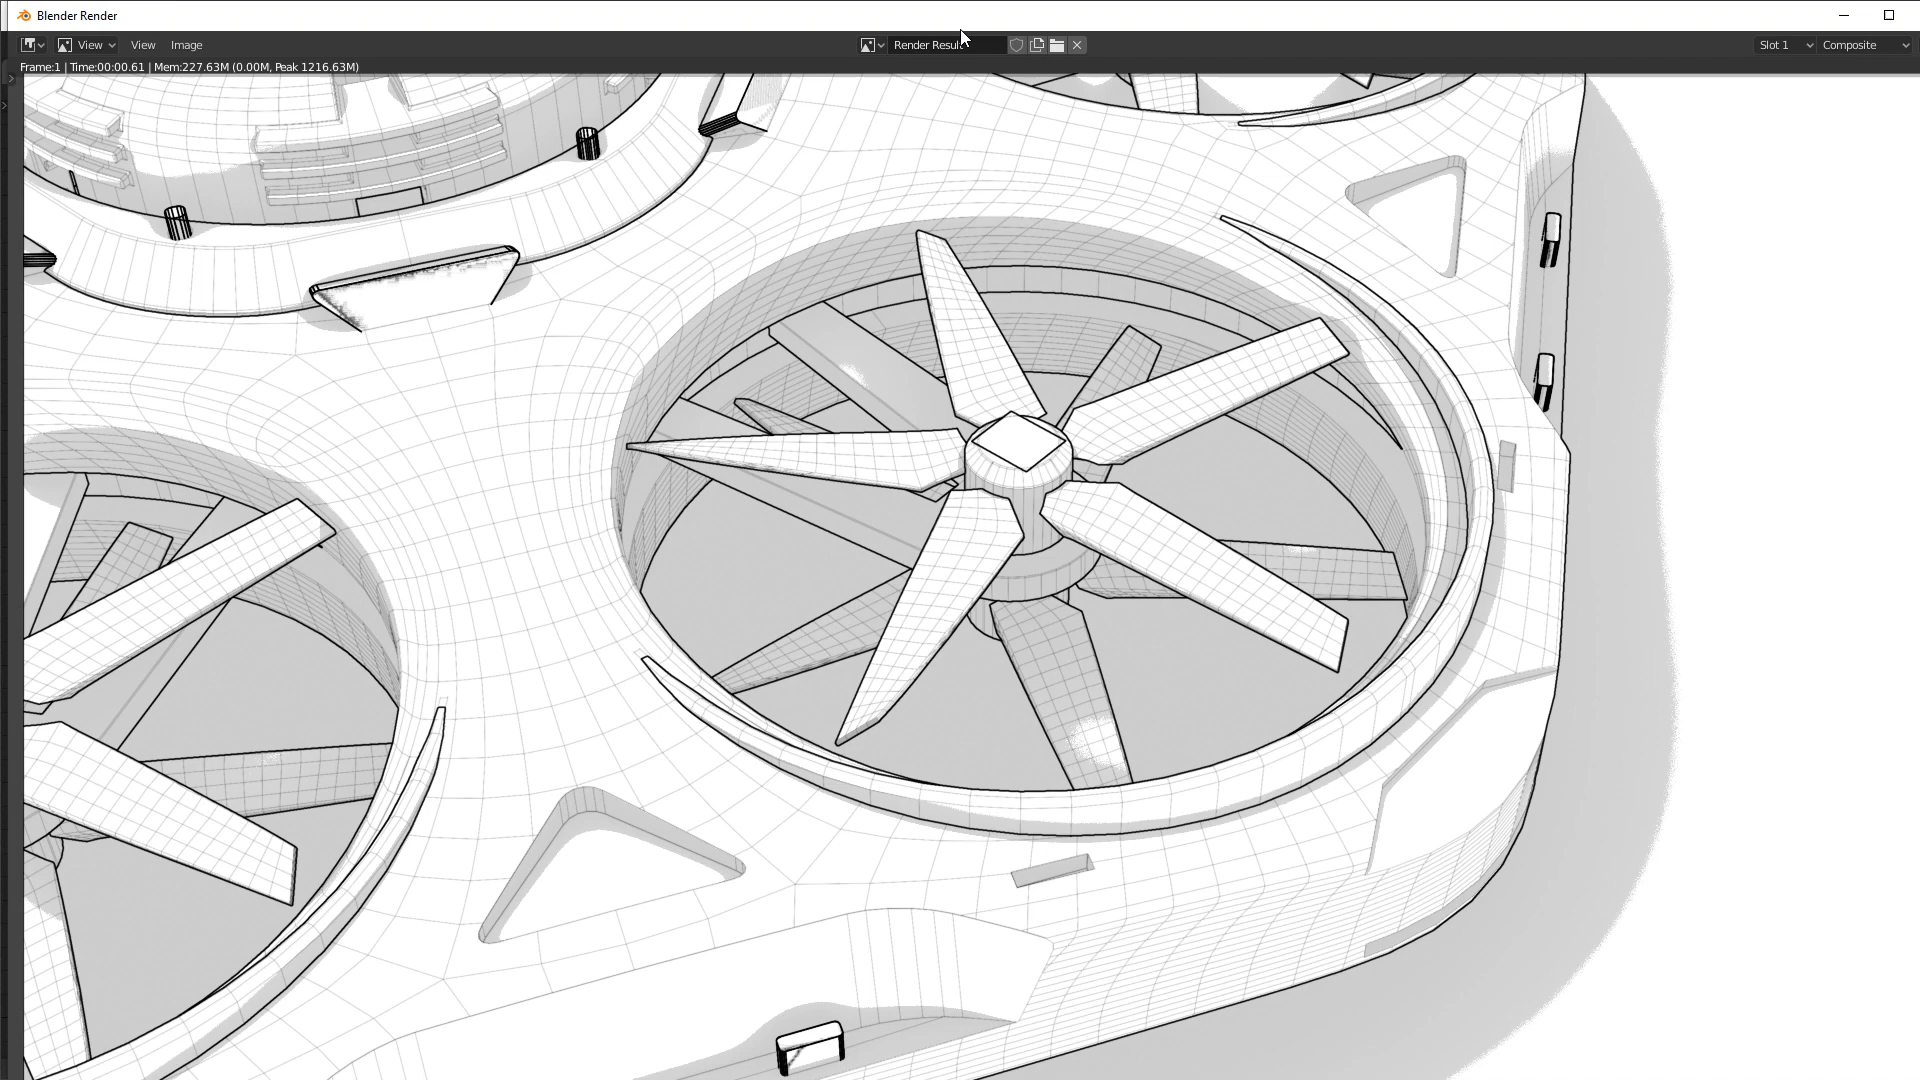 Blender Render
View View Image Render Result Slot 1 Composite
Frame:1 | Time:00:00.61 | Mem:227.63M (0.00M, Peak 1216.63M)